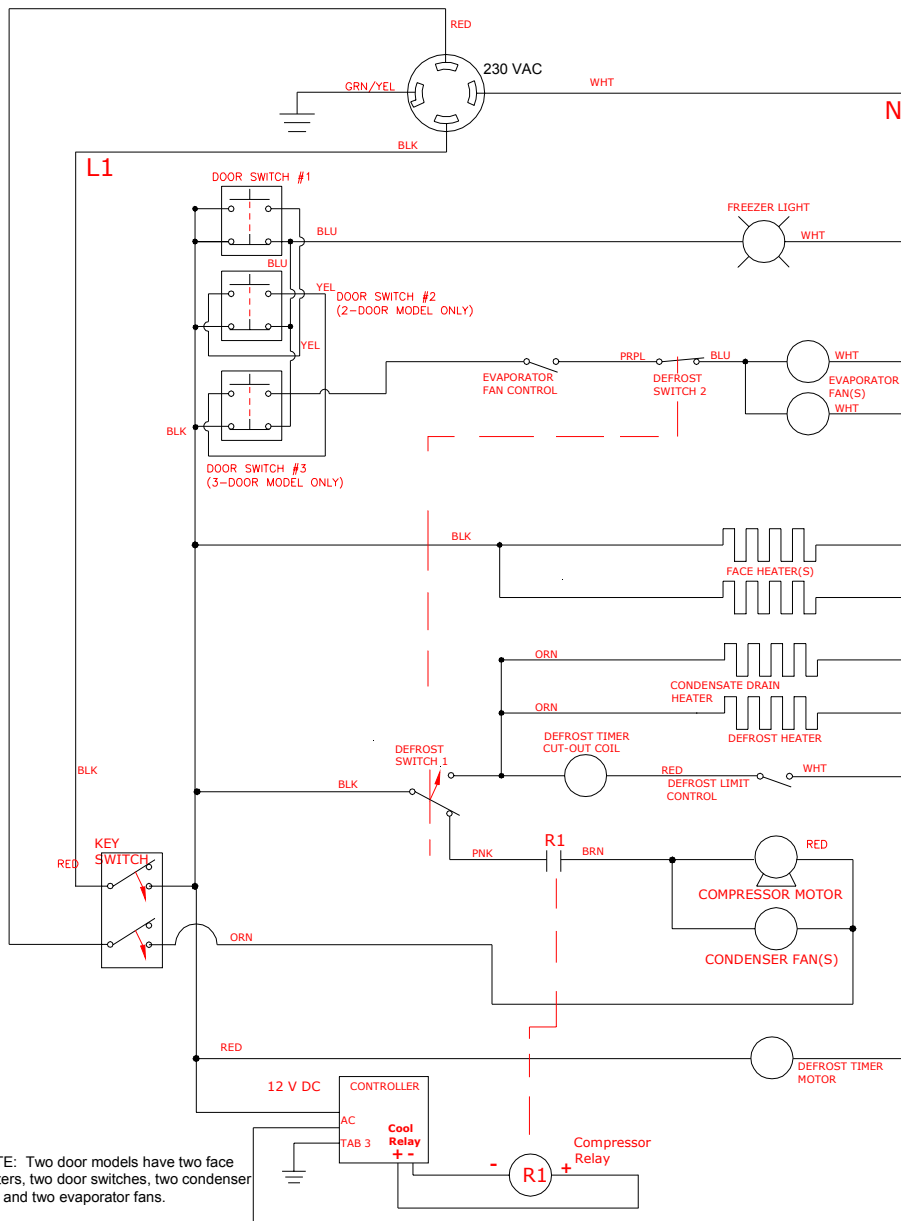 RED
230 VAC
GRN/YEL
WHT
N
BLK
L1
DOOR SWITCH #1
FREEZER LIGHT
BLU
WHT
BLU
YEL
DOOR SWITCH #2
(2-DOOR MODEL ONLY)
YEL
PRPL
BLU
WHT
EVAPORATOR
FAN CONTROL
DEFROST
SWITCH 2
EVAPORATOR
FAN(S)
WHT
BLK
DOOR SWITCH #3
(3-DOOR MODEL ONLY)
BLK
FACE HEATER(S)
ORN
CONDENSATE DRAIN
HEATER
ORN
DEFROST HEATER
DEFROST TIMER
CUT-OUT COIL
DEFROST
SWITCH 1
BLK
BLK
RED
DEFROST LIMIT
CONTROL
WHT
KEY
SWITCH
RED
R1
PNK
BRN
RED
COMPRESSOR MOTOR
ORN
CONDENSER FAN(S)
RED
DEFROST TIMER
MOTOR
12 V DC
CONTROLLER
AC
Cool
Relay
+ -
TAB 3
Compressor
Relay
-
R1
+
TE: Two door models have two face
ters, two door switches, two condenser
and two evaporator fans.